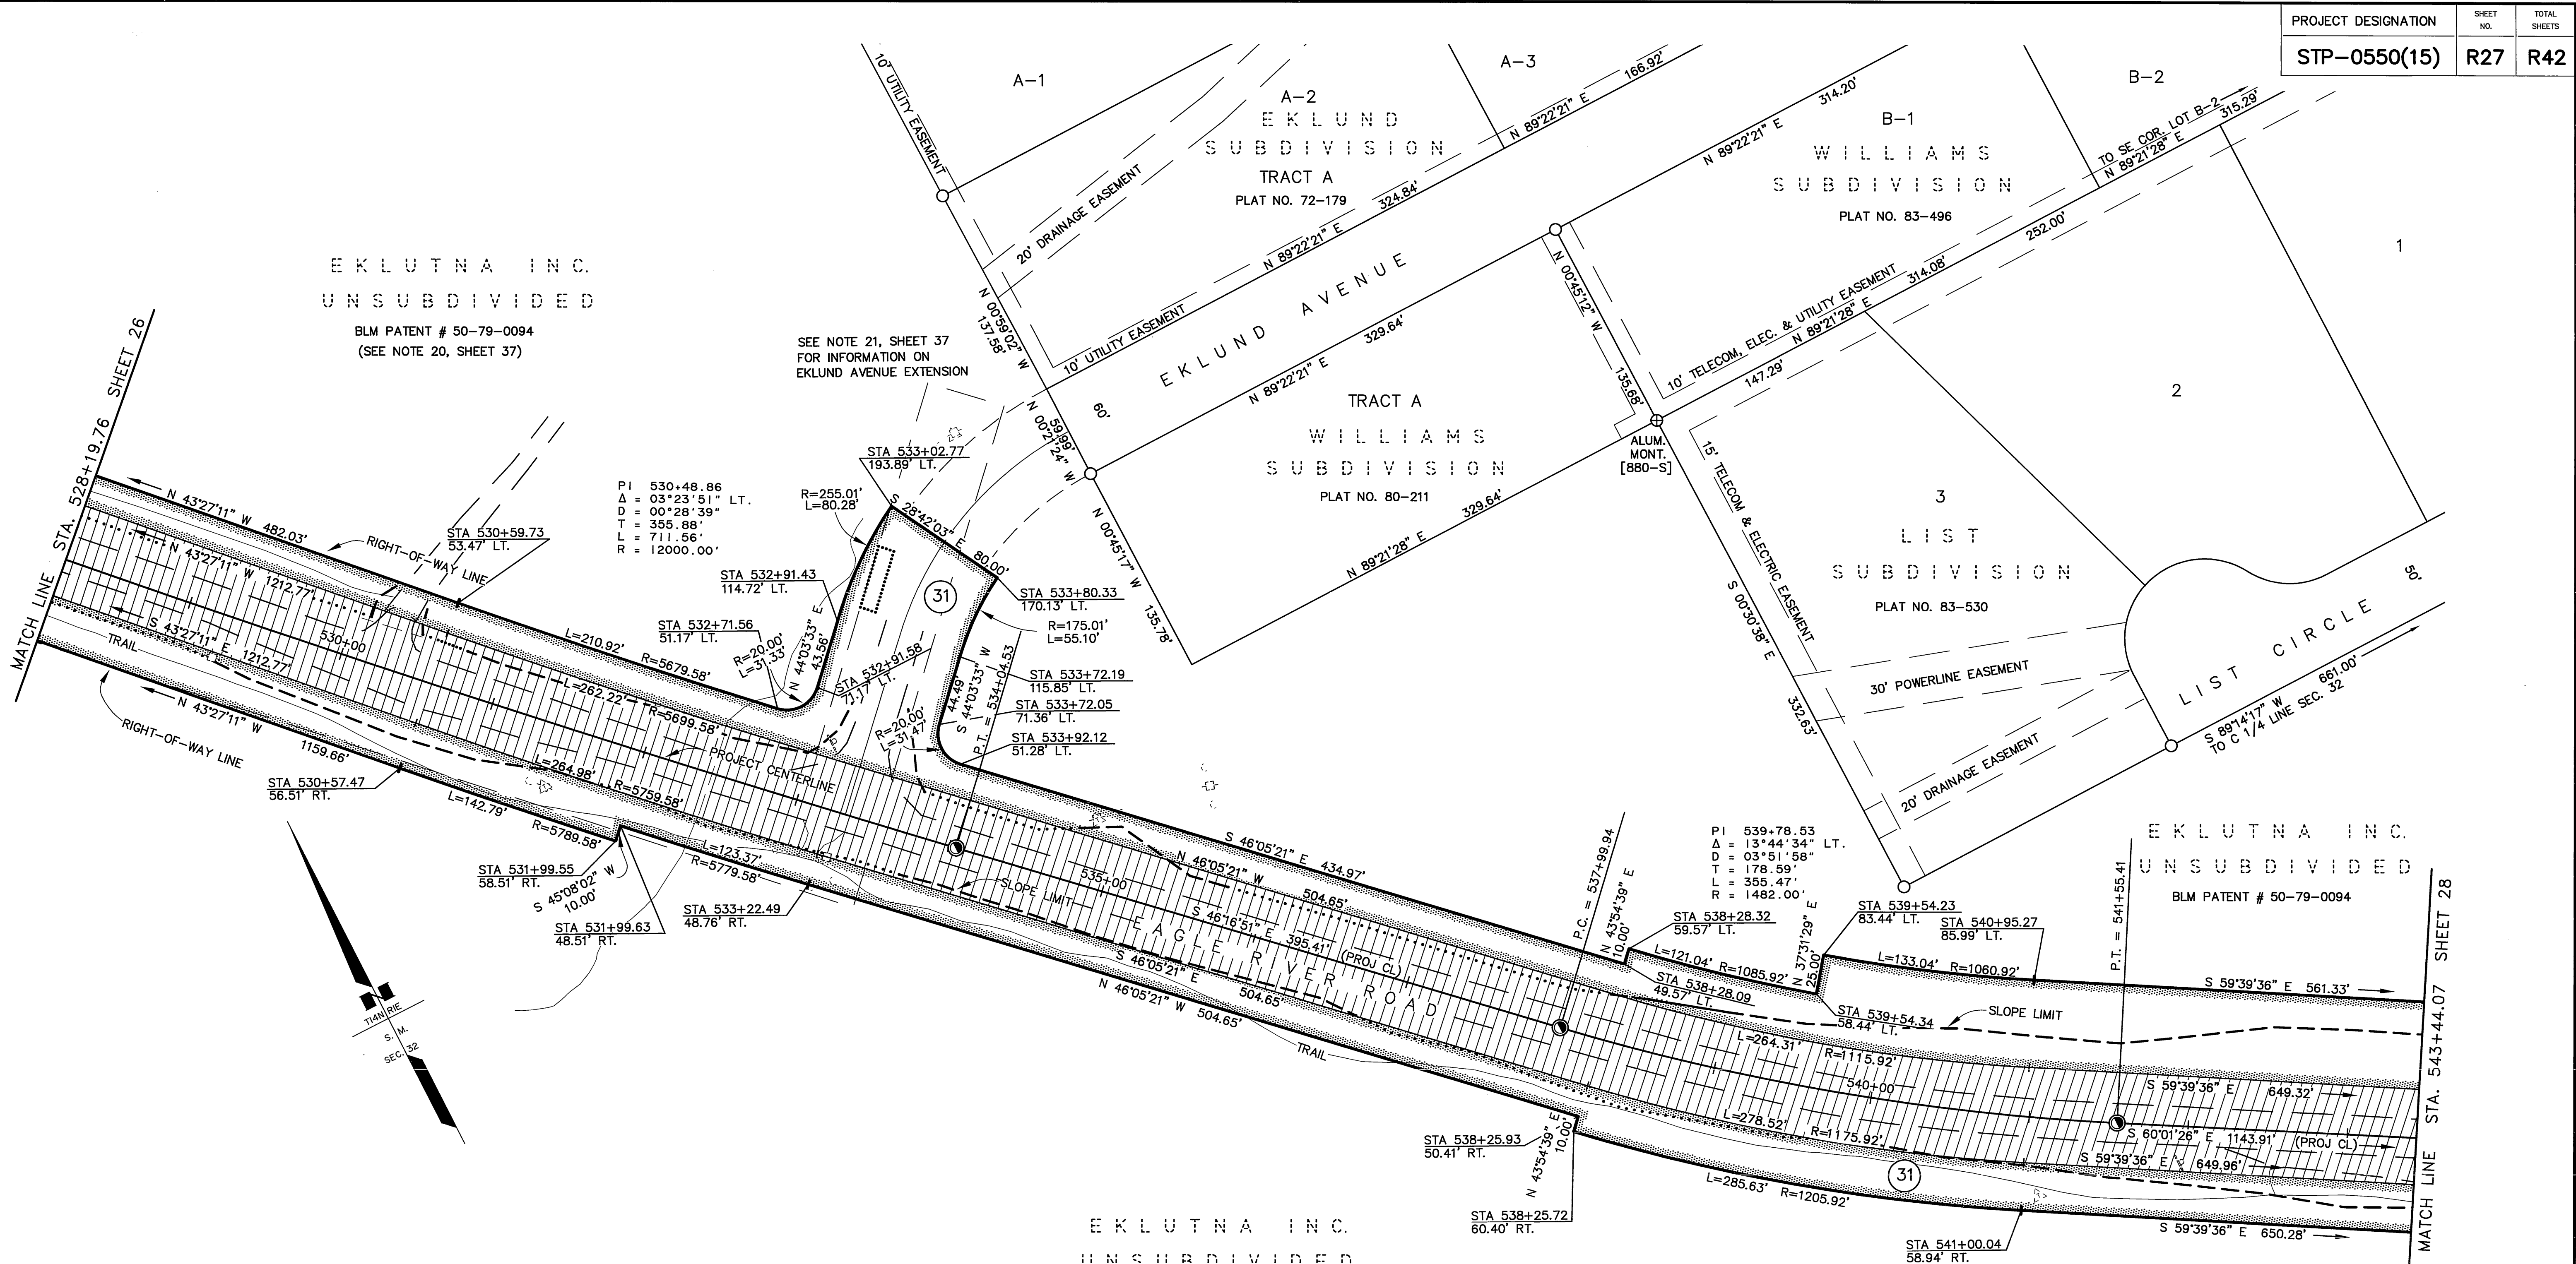 PROJECT DESIGNATION
SHEET
NO.
TOTAL
SHEETS
STP-0550(15)
R27
R42
10' UTILITY EASEMENT
A-1
A-2
A-3
166.92'
EKLUND
SUBDIVISION
TRACT A
PLAT NO. 72-179
N 89°22'21" E
324.84'
N 89°22'21" E
20' DRAINAGE EASEMENT
314.20'
N 89°22'21" E
B-1
WILLIAMS
SUBDIVISION
PLAT NO. 83-496
B-2
TO SE COR. LOT B-2
N 89°21'28" E
315.29'
252.00'
1
EKLUTNA INC.
UNSUBDIVIDED
BLM PATENT # 50-79-0094
(SEE NOTE 20, SHEET 37)
SEE NOTE 21, SHEET 37
FOR INFORMATION ON
EKLUND AVENUE EXTENSION
N 00°59'02" W
137.58'
10' UTILITY EASEMENT
EKLUND AVENUE
N 89°22'21" E
329.64'
60'
59.99'
N 00°21'24" W
TRACT A
WILLIAMS
SUBDIVISION
PLAT NO. 80-211
N 89°21'28" E
329.64'
N 00°45'17" W
135.78'
N 00°45'12" W
135.68'
10' TELECOM, ELEC. & UTILITY EASEMENT
N 89°21'28" E
314.08'
147.29'
ALUM.
MONT.
[880-S]
15' TELECOM & ELECTRIC EASEMENT
S 00°30'38" E
332.63'
2
3
LIST
SUBDIVISION
PLAT NO. 83-530
30' POWERLINE EASEMENT
20' DRAINAGE EASEMENT
LIST CIRCLE
50'
S 89°14'17" W
661.00'
TO C 1/4 LINE SEC. 32
MATCH LINE STA. 528+19.76 SHEET 26
N 43°27'11" W 482.03'
RIGHT-OF-WAY LINE
STA 530+59.73
53.47' LT.
PI 530+48.86
Δ = 03°23'51" LT.
D = 00°28'39"
T = 355.88'
L = 711.56'
R = 12000.00'
STA 533+02.77
193.89' LT.
R=255.01'
L=80.28'
S 28°42'03" E 80.00'
31
STA 532+91.43
114.72' LT.
STA 532+71.56
51.17' LT.
R=20.00'
L=31.33'
N 44°03'33" E
43.56'
STA 532+91.58
71.17' LT.
STA 533+80.33
170.13' LT.
R=175.01'
L=55.10'
STA 533+72.19
115.85' LT.
STA 533+72.05
71.36' LT.
STA 533+92.12
51.28' LT.
44.49'
S 44°03'33" W
P.T. = 534+04.53
R=20.00'
L=31.47'
N 43°27'11" W 1212.77'
530+00
S 43°27'11" E 1212.77'
TRAIL
L=210.92'
R=5679.58'
L=262.22'
R=5699.58'
PROJECT CENTERLINE
L=264.98'
R=5759.58'
N 43°27'11" W
1159.66'
RIGHT-OF-WAY LINE
STA 530+57.47
56.51' RT.
L=142.79'
R=5789.58'
STA 531+99.55
58.51' RT.
S 45°08'02" W
10.00'
STA 531+99.63
48.51' RT.
L=123.37'
R=5779.58'
STA 533+22.49
48.76' RT.
N
T14N R1E
S. M.
SEC. 32
SLOPE LIMIT
S 46°05'21" E 434.97'
N 46°05'21" W
504.65'
535+00
S 46°16'51" E 395.41' (PROJ CL)
EAGLE RIVER ROAD
S 46°05'21" E
504.65'
N 46°05'21" W 504.65'
TRAIL
P.C. = 537+99.94
N 43°54'39" E
10.00'
PI 539+78.53
Δ = 13°44'34" LT.
D = 03°51'58"
T = 178.59'
L = 355.47'
R = 1482.00'
STA 538+28.32
59.57' LT.
STA 538+28.09
49.57' LT.
L=121.04' R=1085.92'
N 37°31'29" E
25.00'
STA 539+54.23
83.44' LT.
STA 539+54.34
58.44' LT.
STA 540+95.27
85.99' LT.
L=133.04' R=1060.92'
SLOPE LIMIT
P.T. = 541+55.41
EKLUTNA INC.
UNSUBDIVIDED
BLM PATENT # 50-79-0094
S 59°39'36" E 561.33'
L=264.31'
R=1115.92'
540+00
L=278.52'
R=1175.92'
S 59°39'36" E 649.32'
S 60°01'26" E 1143.91' (PROJ CL)
S 59°39'36" E 649.96'
31
L=285.63' R=1205.92'
STA 538+25.93
50.41' RT.
N 43°54'39" E
10.00'
STA 538+25.72
60.40' RT.
STA 541+00.04
58.94' RT.
S 59°39'36" E 650.28'
MATCH LINE STA. 543+44.07 SHEET 28
EKLUTNA INC.
UNSUBDIVIDED